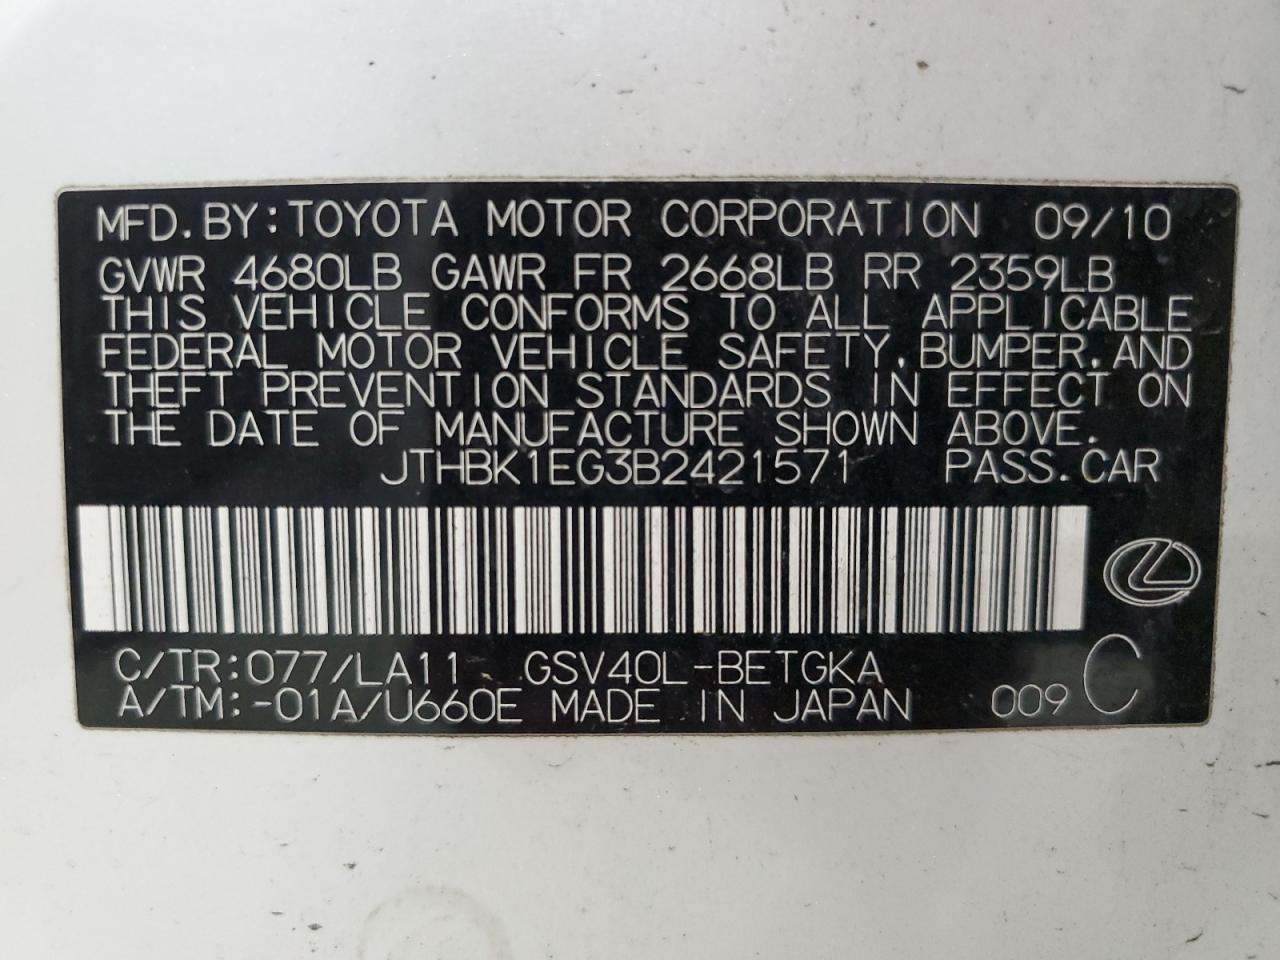 MFD. BY: TOYOTA MOTOR CORPORATION 09/10
GVWR 4680LB GAWR FR 2668LB RR 2359LB
THIS VEHICLE CONFORMS TO ALL APPLICABLE
FEDERAL MOTOR VEHICLE SAFETY, BUMPER, AND
THEFT PREVENTION STANDARDS IN EFFECT ON
THE DATE OF MANUFACTURE SHOWN ABOVE.
JTHBK1EG3B2421571 PASS. CAR
C/TR: 077/LA11 GSV40L-BETGKA
A/TM: -01A/U660E MADE IN JAPAN 009 C